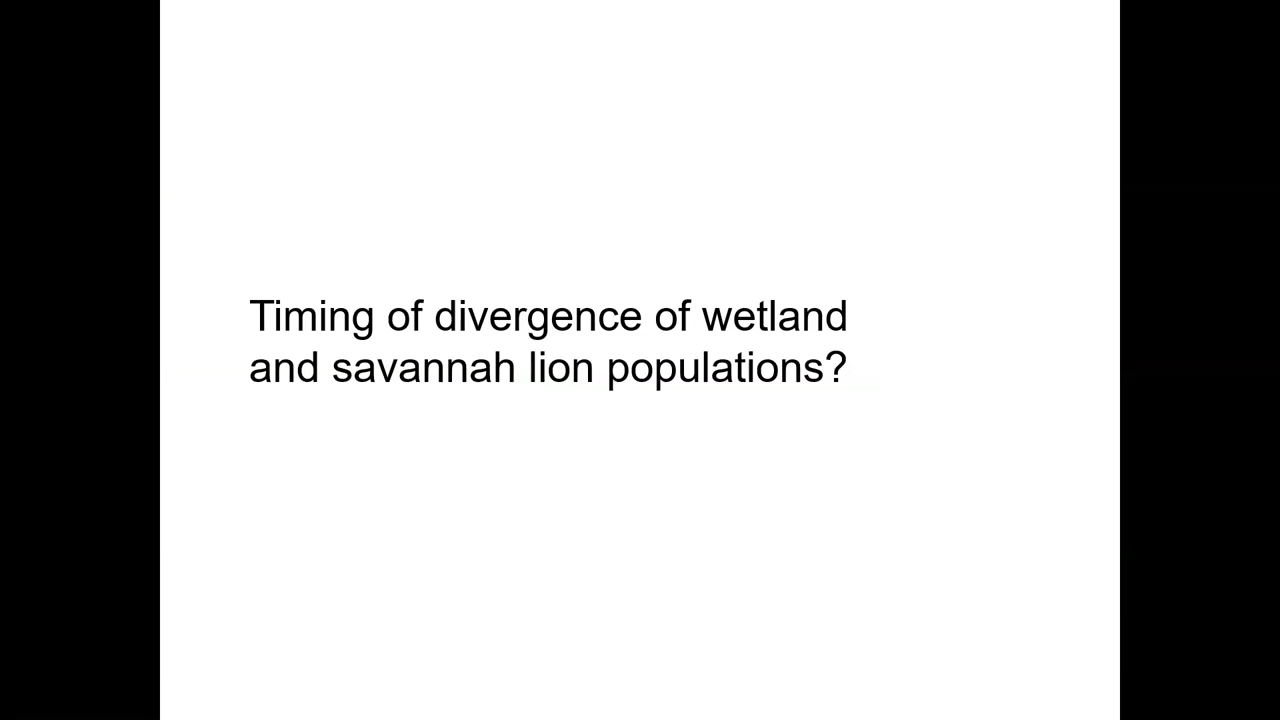 Timing of divergence of wetland
and savannah lion populations?